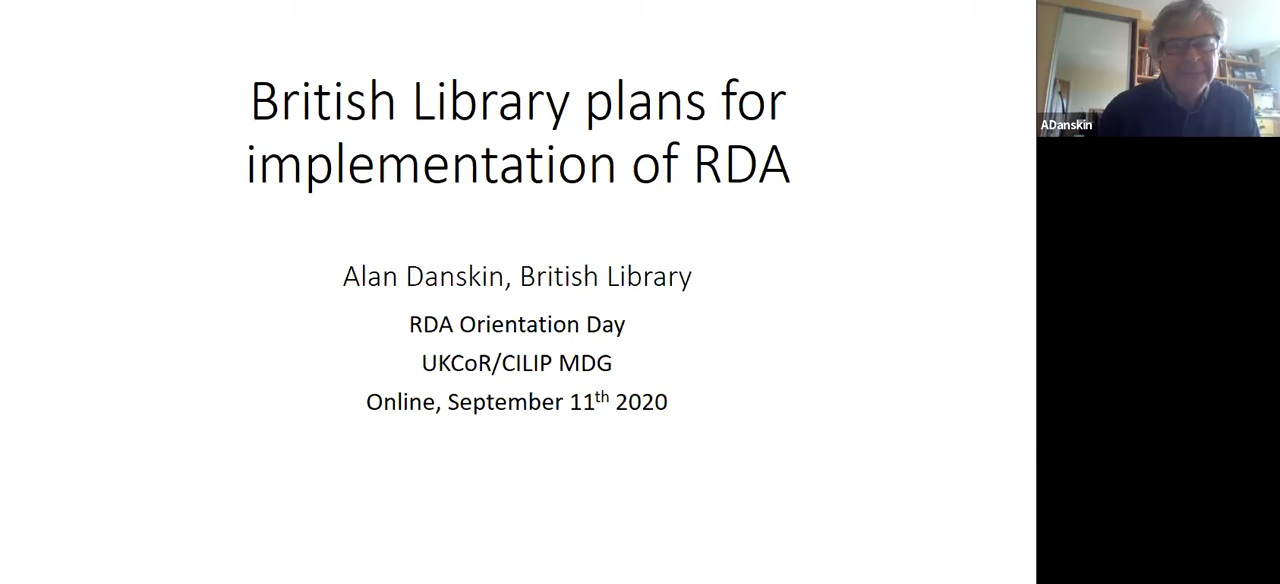 British Library plans for
implementation of RDA
Alan Danskin, British Library
RDA Orientation Day
UKCoR/CILIP MDG
Online, September 11th 2020
ADanskin